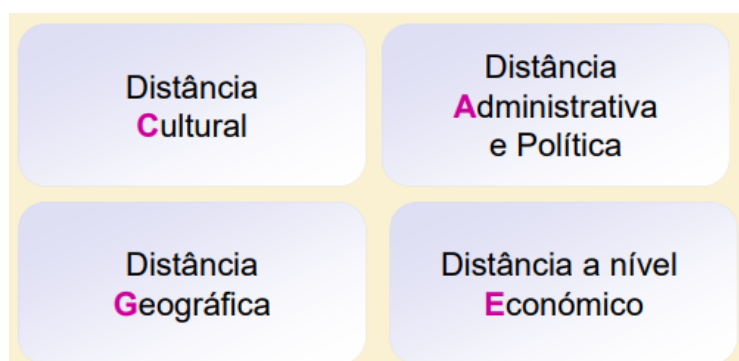 Distância
Cultural
Distância
Administrativa
e Política
Distância
Geográfica
Distância a nível
Económico